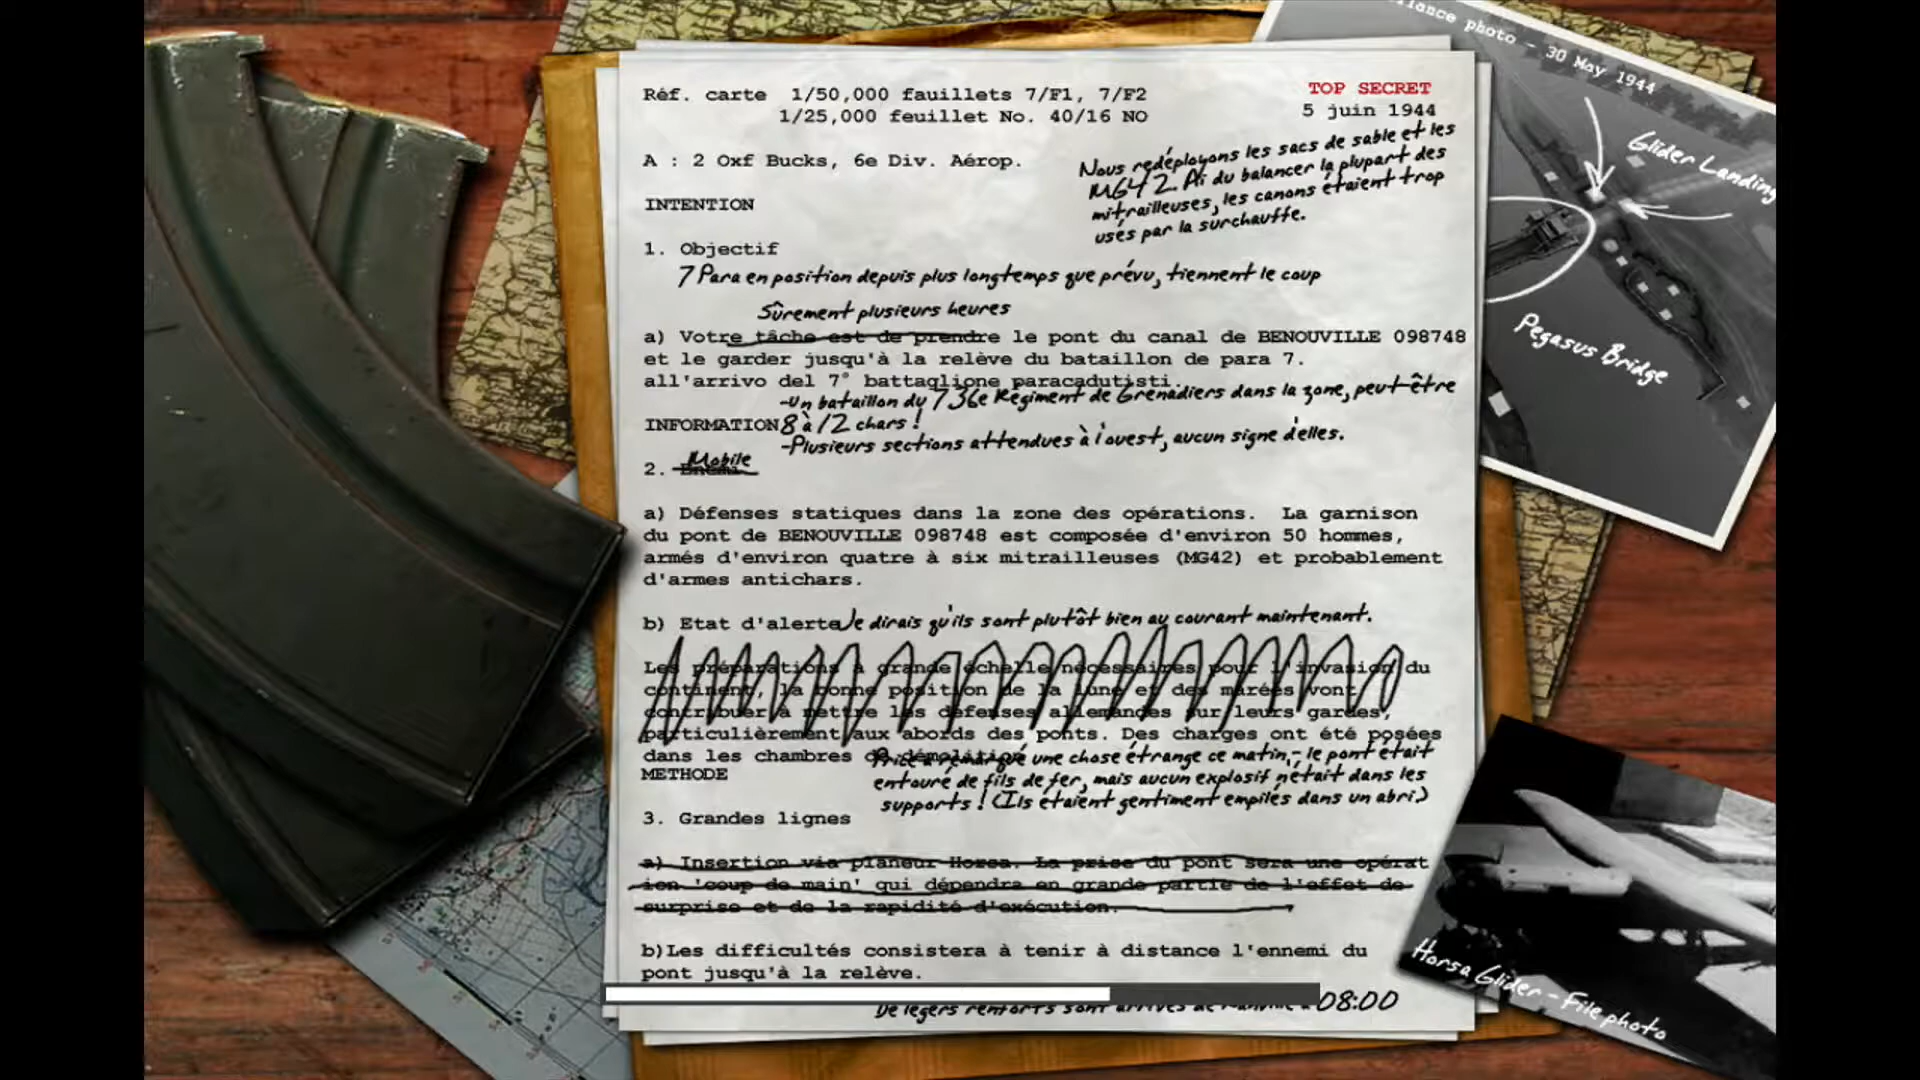 Réf. carte 1/50,000 fauillets 7/F1, 7/F2
1/25,000 feuillet No. 40/16 NO
TOP SECRET
5 juin 1944
A : 2 Oxf Bucks, 6e Div. Aérop.
Nous redéployons les sacs de sable et les
MG42. Ai du balancer la plupart des
mitrailleuses, les canons étaient trop
usés par la surchauffe.
INTENTION
1. Objectif
7 Para en position depuis plus longtemps que prévu, tiennent le coup
Sûrement plusieurs heures
a) Votre tâche est de prendre le pont du canal de BENOUVILLE 098748
et le garder jusqu'à la relève du bataillon de para 7.
all'arrivo del 7° battaglione paracadutisti.
-Un bataillon du 736e Régiment de Grenadiers dans la zone, peut-être
INFORMATION 8 à 12 chars !
-Plusieurs sections attendues à l'ouest, aucun signe d'elles.
Mobile
2. Enemi
a) Défenses statiques dans la zone des opérations. La garnison
du pont de BENOUVILLE 098748 est composée d'environ 50 hommes,
armés d'environ quatre à six mitrailleuses (MG42) et probablement
d'armes antichars.
b) Etat d'alerte Je dirais qu'ils sont plutôt bien au courant maintenant.
Les préparations à grande échelle nécessaires pour l'invasion du
continent, la bonne position de la lune et des marées vont
contribuer à mettre les défenses allemandes sur leurs gardes,
particulièrement aux abords des ponts. Des charges ont été posées
dans les chambres de démolition
remarqué une chose étrange ce matin,- le pont était
METHODE
entouré de fils de fer, mais aucun explosif n'était dans les
supports ! (Ils étaient gentiment empilés dans un abri.)
3. Grandes lignes
a) Insertion via planeur Horsa. La prise du pont sera une opérat
ion 'coup de main' qui dépendra en grande partie de l'effet de
surprise et de la rapidité d'exécution.
b)Les difficultés consistera à tenir à distance l'ennemi du
pont jusqu'à la relève.
De légers renforts sont arrivés de 08:00
photo - 30 May 1944
Glider Landing
Pegasus Bridge
Horsa Glider - File photo